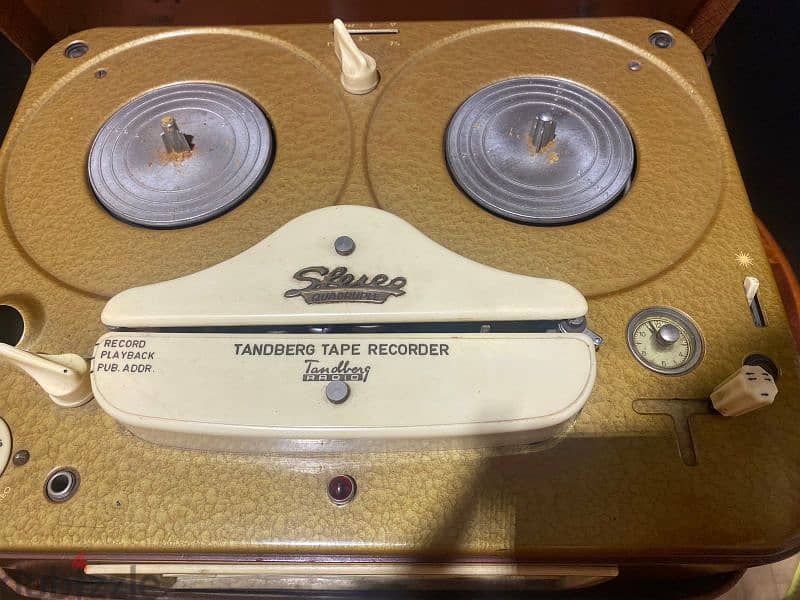 Stereo
QUADRUPLE
RECORD
PLAYBACK
PUB. ADDR.
TANDBERG TAPE RECORDER
Tandberg
RADIO